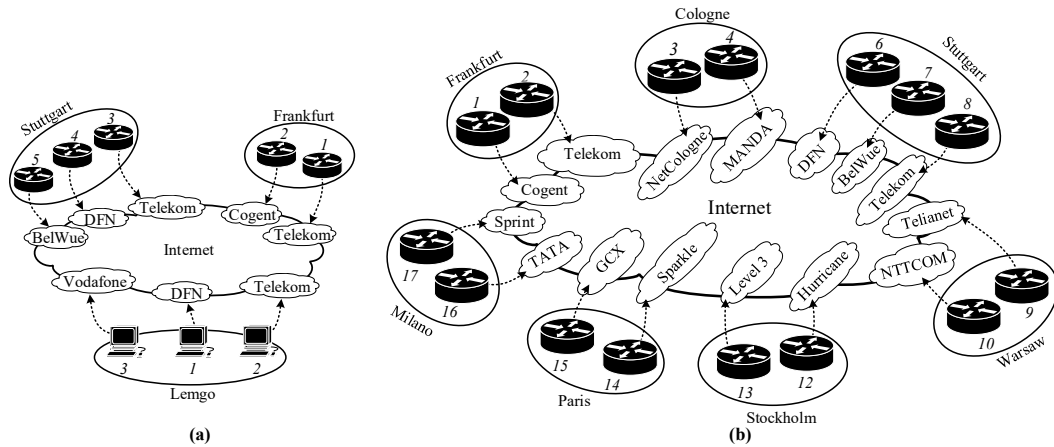 Stuttgart
3
4
5
Frankfurt
2
1
Telekom
DFN
BelWue
Cogent
Telekom
Internet
Vodafone
DFN
Telekom
?
?
?
3
1
2
Lemgo
(a)
Cologne
3
4
Frankfurt
2
1
Stuttgart
6
7
8
Telekom
NetCologne
MANDA
DFN
BelWue
Telekom
Cogent
Internet
Sprint
Telianet
TATA
GCX
Sparkle
Level 3
Hurricane
NTTCOM
17
16
Milano
15
14
Paris
13
12
Stockholm
9
10
Warsaw
(b)